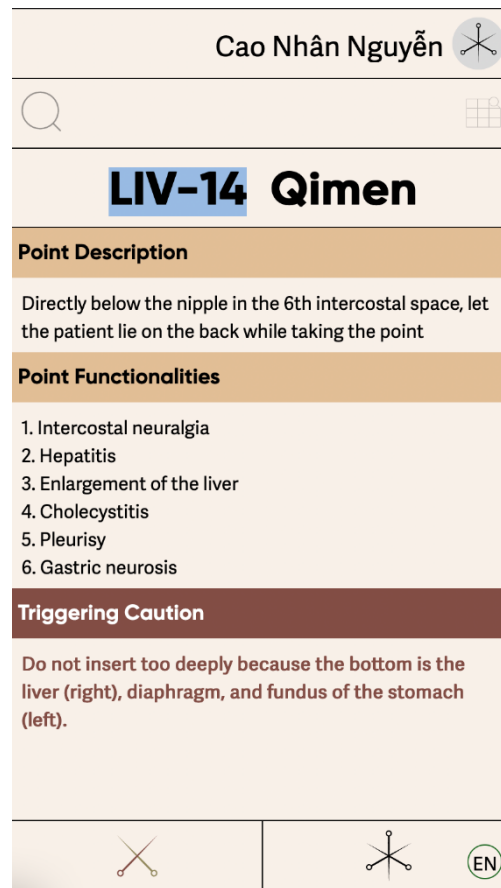 Cao Nhân Nguyễn
LIV-14 Qimen
Point Description
Directly below the nipple in the 6th intercostal space, let
the patient lie on the back while taking the point
Point Functionalities
1. Intercostal neuralgia
2. Hepatitis
3. Enlargement of the liver
4. Cholecystitis
5. Pleurisy
6. Gastric neurosis
Triggering Caution
Do not insert too deeply because the bottom is the
liver (right), diaphragm, and fundus of the stomach
(left).
EN